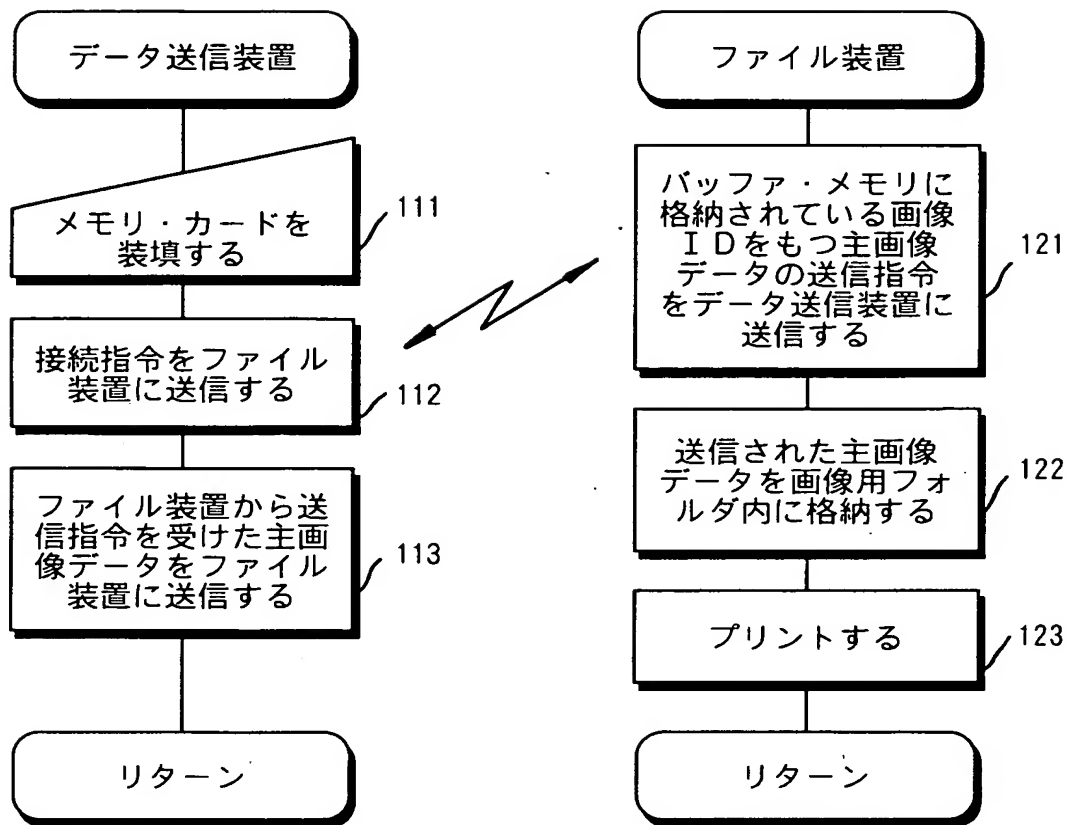 データ送信装置
メモリ・カードを
装填する
111
接続指令をファイル
装置に送信する
112
ファイル装置から送
信指令を受けた主画
像データをファイル
装置に送信する
113
リターン
ファイル装置
バッファ・メモリに
格納されている画像
IDをもつ主画像
データの送信指令
をデータ送信装置に
送信する
121
送信された主画像
データを画像用フォ
ルダ内に格納する
122
プリントする
123
リターン